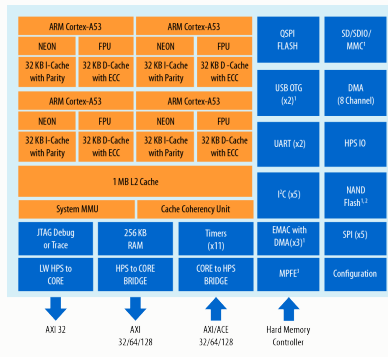 ARM Cortex-A53
ARM Cortex-A53
NEON
FPU
NEON
FPU
32 KB I-Cache
with Parity
32 KB D-Cache
with ECC
32 KB I-Cache
with Parity
32 KB D -Cache
with ECC
ARM Cortex-A53
ARM Cortex-A53
NEON
FPU
NEON
FPU
32 KB I-Cache
with Parity
32 KB D-Cache
with ECC
32 KB I-Cache
with Parity
32 KB D-Cache
with ECC
1 MB L2 Cache
System MMU
Cache Coherency Unit
JTAG Debug
or Trace
256 KB
RAM
Timers
(x11)
LW HPS to
CORE
HPS to CORE
BRIDGE
CORE to HPS
BRIDGE
QSPI
FLASH
SD/SDIO/
MMC¹
USB OTG
(x2)¹
DMA
(8 Channel)
UART (x2)
HPS IO
I²C (x5)
NAND
Flash¹,²
EMAC with
DMA(x3)¹
SPI (x5)
MPFE³
Configuration
AXI 32
AXI
32/64/128
AXI/ACE
32/64/128
Hard Memory
Controller